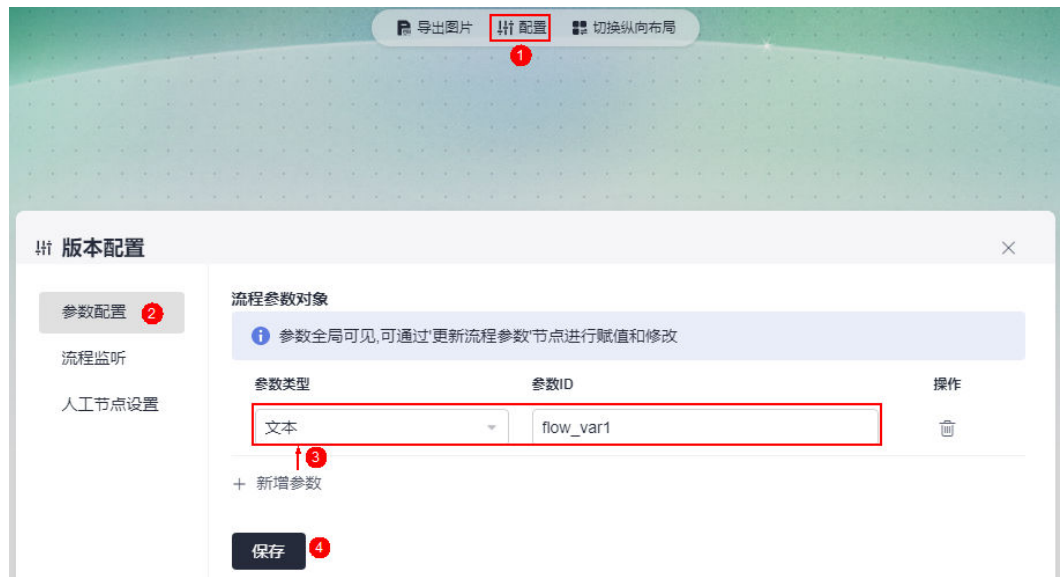 导出图片 配置 切换纵向布局
1
版本配置
参数配置 2
流程监听
人工节点设置
流程参数对象
参数全局可见,可通过'更新流程参数'节点进行赋值和修改
参数类型 参数ID 操作
文本 flow_var1
3
+ 新增参数
保存 4